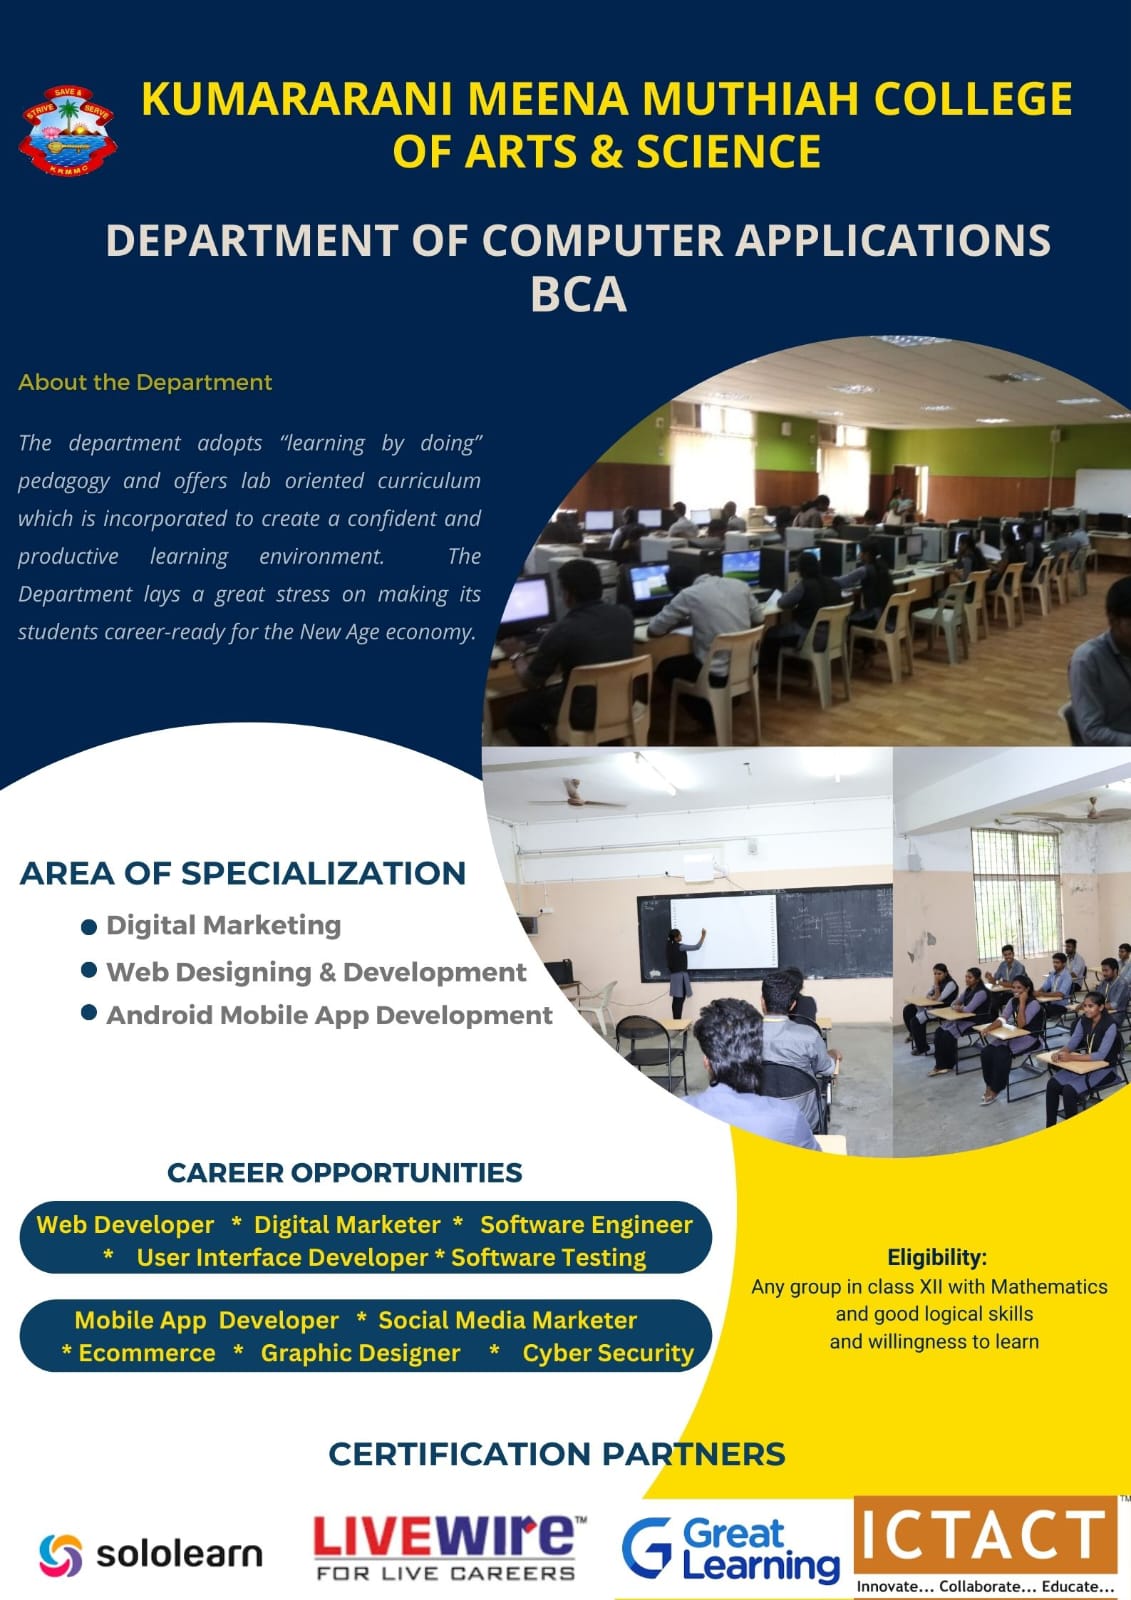 STRIVE SAVE & SERVE
K R M M C
KUMARARANI MEENA MUTHIAH COLLEGE
OF ARTS & SCIENCE
DEPARTMENT OF COMPUTER APPLICATIONS
BCA
About the Department
The department adopts “learning by doing”
pedagogy and offers lab oriented curriculum
which is incorporated to create a confident and
productive learning environment. The
Department lays a great stress on making its
students career-ready for the New Age economy.
AREA OF SPECIALIZATION
Digital Marketing
Web Designing & Development
Android Mobile App Development
CAREER OPPORTUNITIES
Web Developer * Digital Marketer * Software Engineer
* User Interface Developer * Software Testing
Mobile App Developer * Social Media Marketer
* Ecommerce * Graphic Designer * Cyber Security
Eligibility:
Any group in class XII with Mathematics
and good logical skills
and willingness to learn
CERTIFICATION PARTNERS
sololearn
LIVEWIRE™
FOR LIVE CAREERS
Great
Learning
ICTACT™
Innovate... Collaborate... Educate...